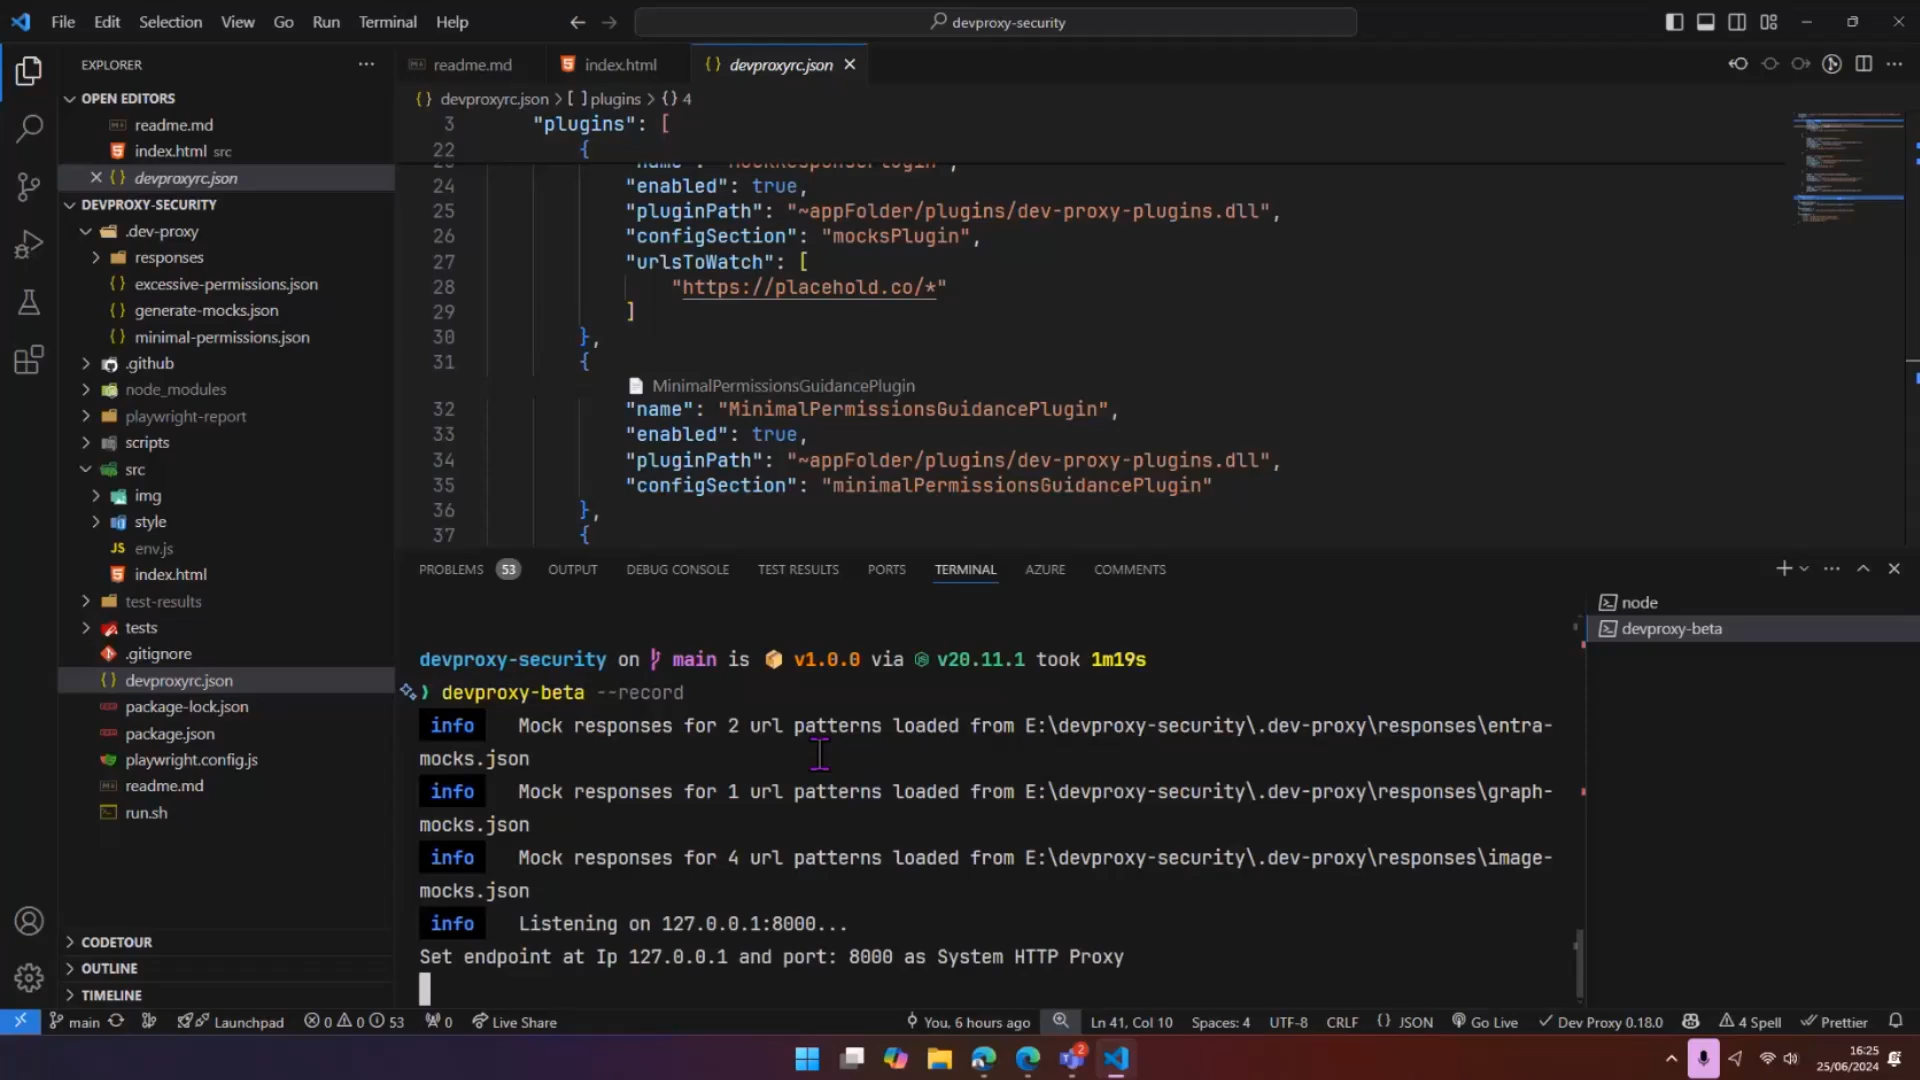 File Edit Selection View Go Run Terminal Help
devproxy-security
EXPLORER
OPEN EDITORS
readme.md
index.html src
devproxyrc.json
DEVPROXY-SECURITY
.dev-proxy
responses
excessive-permissions.json
generate-mocks.json
minimal-permissions.json
.github
node_modules
playwright-report
scripts
src
img
style
env.js
index.html
test-results
tests
.gitignore
devproxyrc.json
package-lock.json
package.json
playwright.config.js
readme.md
run.sh
CODETOUR
OUTLINE
TIMELINE
readme.md index.html devproxyrc.json
devproxyrc.json > [ ] plugins > {} 4
3 "plugins": [
22 {
"name": "MockResponsePlugin",
24 "enabled": true,
25 "pluginPath": "~appFolder/plugins/dev-proxy-plugins.dll",
26 "configSection": "mocksPlugin",
27 "urlsToWatch": [
28 "https://placehold.co/*"
29 ]
30 },
31 {
MinimalPermissionsGuidancePlugin
32 "name": "MinimalPermissionsGuidancePlugin",
33 "enabled": true,
34 "pluginPath": "~appFolder/plugins/dev-proxy-plugins.dll",
35 "configSection": "minimalPermissionsGuidancePlugin"
36 },
37 {
PROBLEMS 53 OUTPUT DEBUG CONSOLE TEST RESULTS PORTS TERMINAL AZURE COMMENTS
node
devproxy-beta
devproxy-security on main is v1.0.0 via v20.11.1 took 1m19s
❯ devproxy-beta --record
info Mock responses for 2 url patterns loaded from E:\devproxy-security\.dev-proxy\responses\entra-
mocks.json
info Mock responses for 1 url patterns loaded from E:\devproxy-security\.dev-proxy\responses\graph-
mocks.json
info Mock responses for 4 url patterns loaded from E:\devproxy-security\.dev-proxy\responses\image-
mocks.json
info Listening on 127.0.0.1:8000...
Set endpoint at Ip 127.0.0.1 and port: 8000 as System HTTP Proxy
main Launchpad 0 0 53 0 Live Share You, 6 hours ago Ln 41, Col 10 Spaces: 4 UTF-8 CRLF {} JSON Go Live Dev Proxy 0.18.0 4 Spell Prettier
2
16:25
25/06/2024